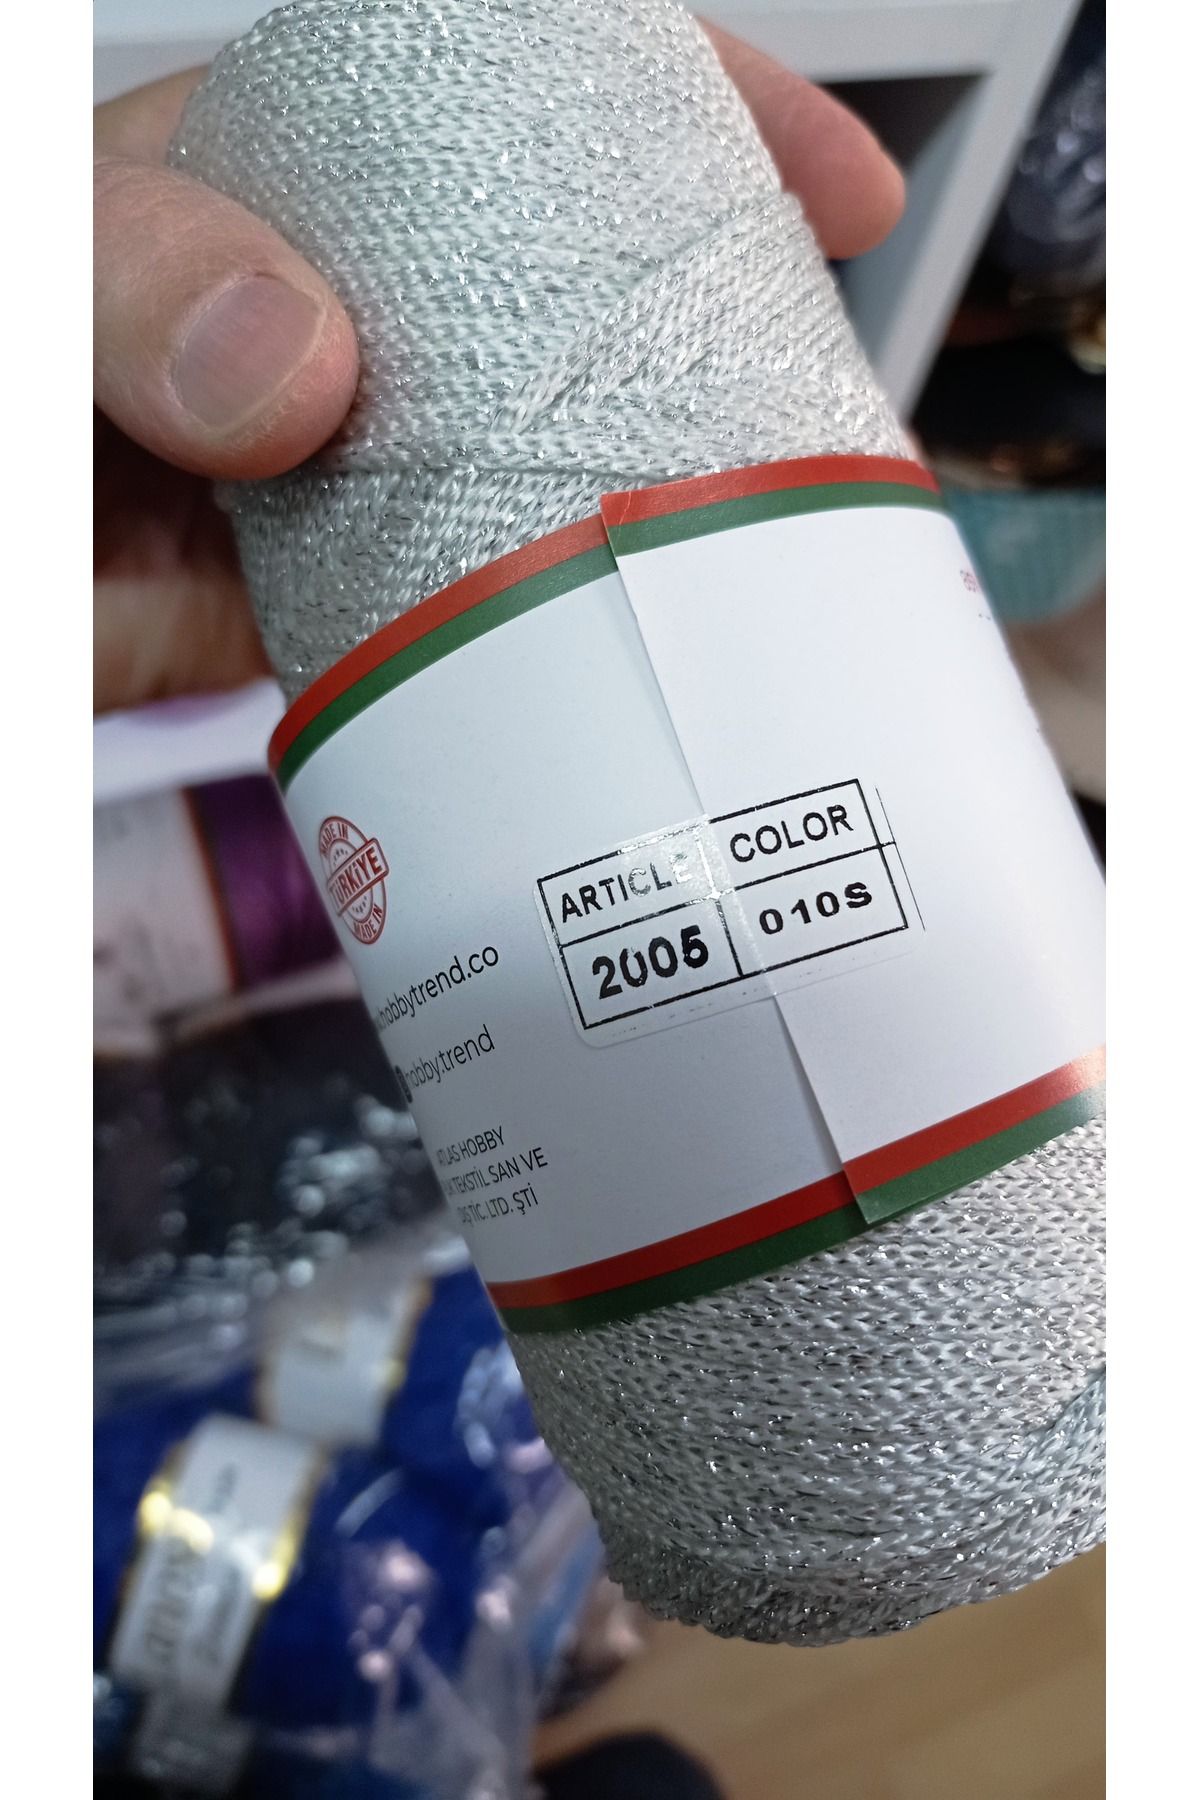 MADE IN
TÜRKİYE
MADE IN
hobbytrend.co
hobby.trend
ATLAS HOBBY
TEKSTİL SAN VE
DIŞ TİC. LTD. ŞTİ
ARTICLE COLOR
2005 010S